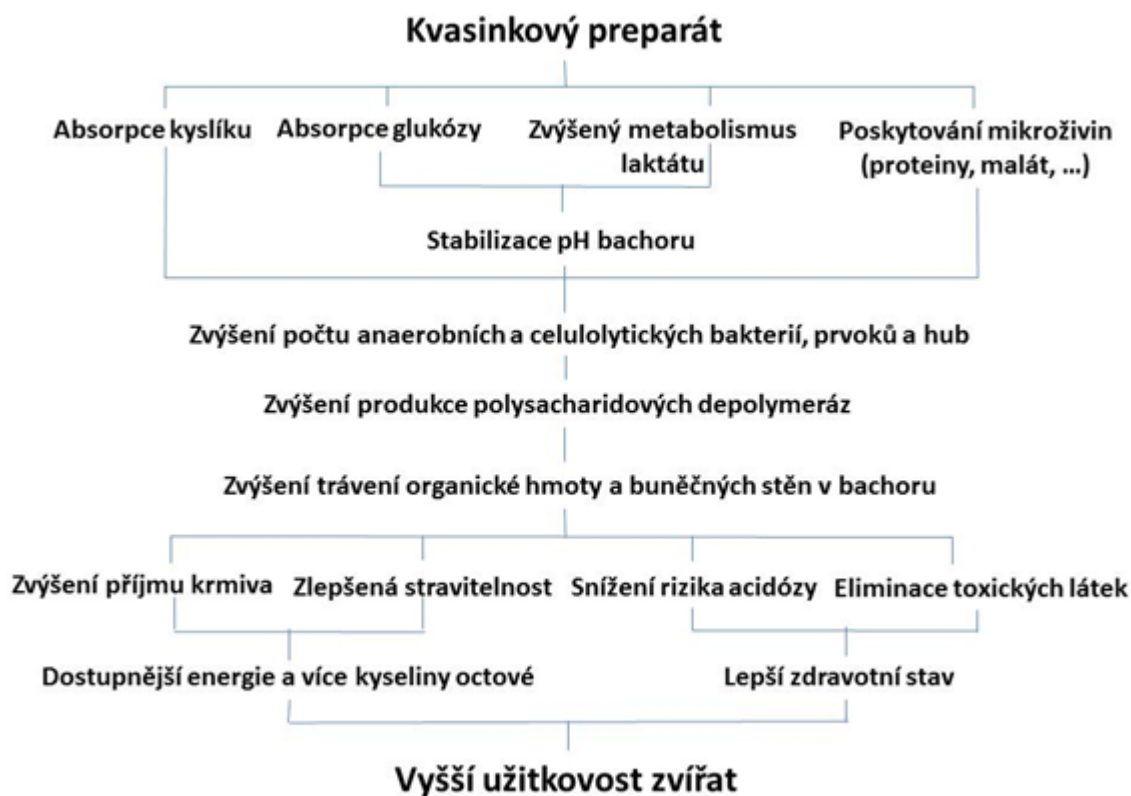 Kvasinkový preparát
Absorpce kyslíku
Absorpce glukózy
Zvýšený metabolismus
laktátu
Poskytování mikroživin
(proteiny, malát, ...)
Stabilizace pH bachoru
Zvýšení počtu anaerobních a celulolytických bakterií, prvoků a hub
Zvýšení produkce polysacharidových depolymeráz
Zvýšení trávení organické hmoty a buněčných stěn v bachoru
Zvýšení příjmu krmiva
Zlepšená stravitelnost
Snížení rizika acidózy
Eliminace toxických látek
Dostupnější energie a více kyseliny octové
Lepší zdravotní stav
Vyšší užitkovost zvířat